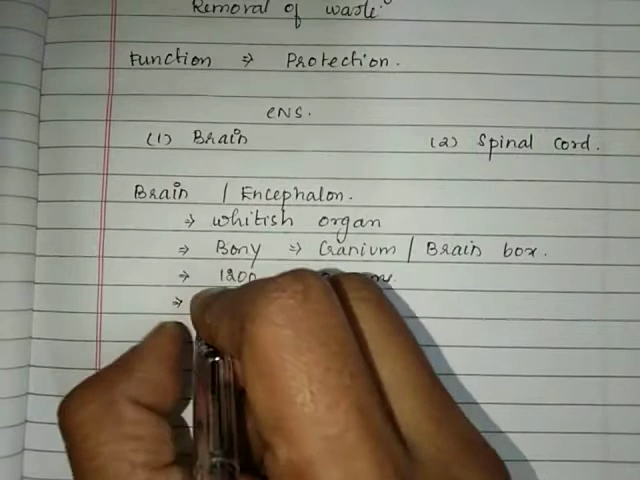 Removal of waste
Function ⇒ Protection.
CNS.
(1) Brain (2) Spinal cord.
Brain / Encephalon.
⇒ Whitish organ
⇒ Bony ⇒ Cranium / Brain box.
⇒ 1200
⇒